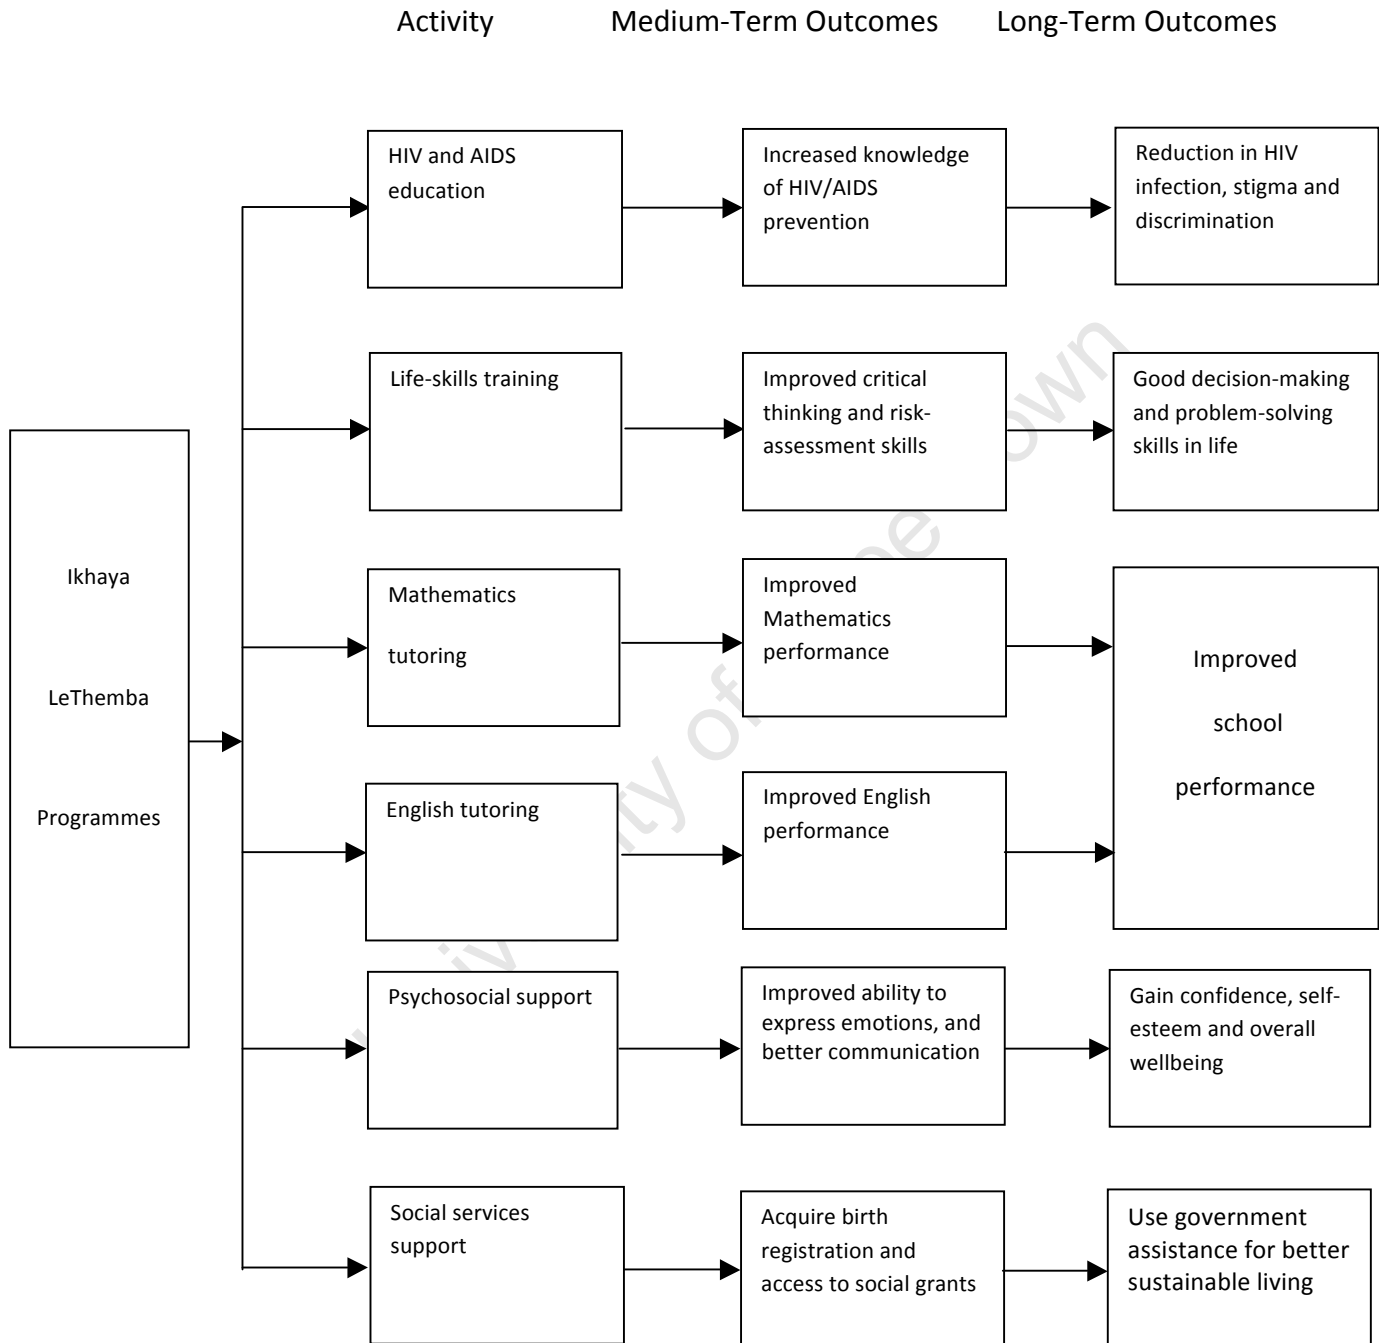 Activity Medium-Term Outcomes Long-Term Outcomes
HIV and AIDS
education
Increased knowledge
of HIV/AIDS
prevention
Reduction in HIV
infection, stigma and
discrimination
Life-skills training
Improved critical
thinking and risk-
assessment skills
Good decision-making
and problem-solving
skills in life
Ikhaya
LeThemba
Programmes
Mathematics
tutoring
Improved
Mathematics
performance
Improved
school
performance
English tutoring
Improved English
performance
Psychosocial support
Improved ability to
express emotions, and
better communication
Gain confidence, self-
esteem and overall
wellbeing
Social services
support
Acquire birth
registration and
access to social grants
Use government
assistance for better
sustainable living